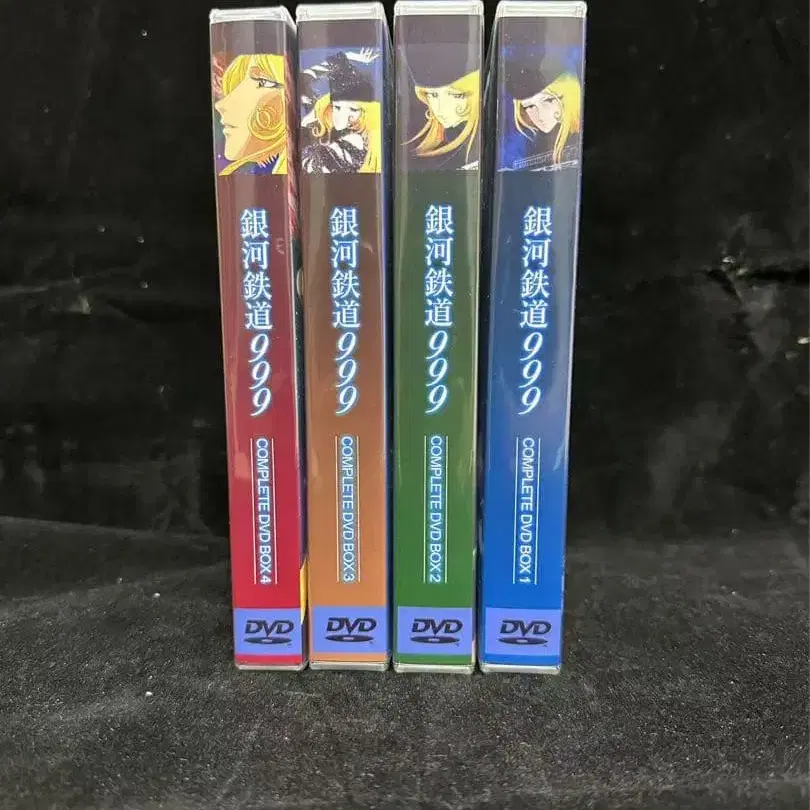 銀河鉄道999
COMPLETE DVD BOX 4
DVD
銀河鉄道999
COMPLETE DVD BOX 3
DVD
銀河鉄道999
COMPLETE DVD BOX 2
DVD
銀河鉄道999
COMPLETE DVD BOX 1
DVD